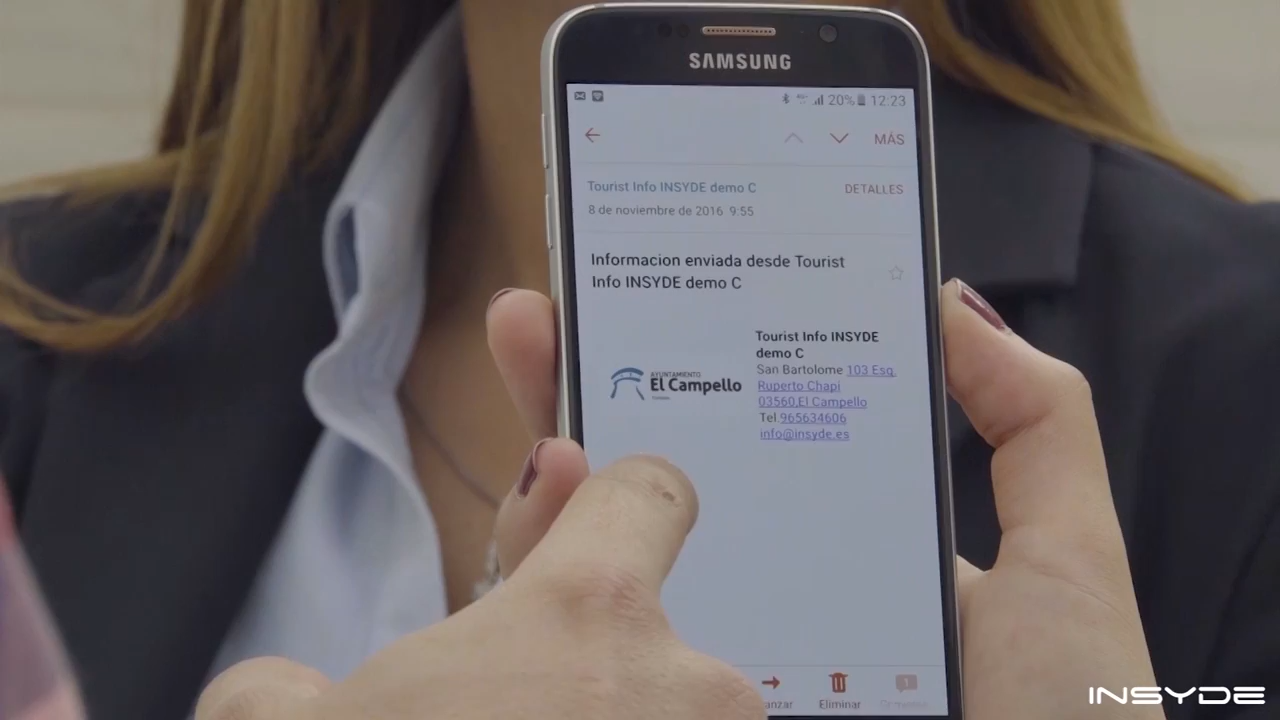 SAMSUNG
20% 12:23
MÁS
Tourist Info INSYDE demo C
DETALLES
8 de noviembre de 2016 9:55
Informacion enviada desde Tourist
Info INSYDE demo C
AYUNTAMIENTO
El Campello
Tourist Info INSYDE
demo C
San Bartolome 103 Esq.
Ruperto Chapi
03560,El Campello
Tel.965634606
info@insyde.es
Eliminar
INSYDE